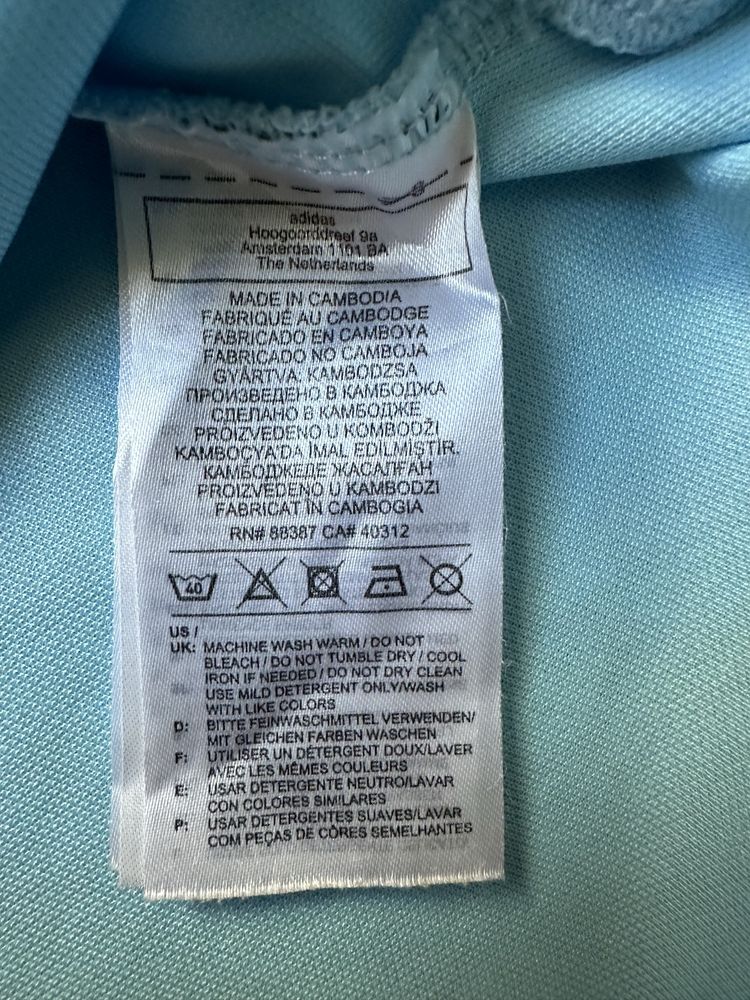 adidas
Hoogoorddreef 9a
Amsterdam 1101 BA
The Netherlands
MADE IN CAMBODIA
FABRIQUÉ AU CAMBODGE
FABRICADO EN CAMBOYA
FABRICADO NO CAMBOJA
GYÁRTVA: KAMBODZSA
ПРОИЗВЕДЕНО В КАМБОДЖА
СДЕЛАНО В КАМБОДЖЕ
PROIZVEDENO U KOMBODŽI
KAMBOÇYA'DA İMAL EDİLMİŞTİR.
КАМБОДЖЕДЕ ЖАСАЛҒАН
PROIZVEDENO U KAMBODZI
FABRICAT IN CAMBOGIA
RN# 88387 CA# 40312
40
US /
UK: MACHINE WASH WARM / DO NOT
BLEACH / DO NOT TUMBLE DRY / COOL
IRON IF NEEDED / DO NOT DRY CLEAN
USE MILD DETERGENT ONLY/WASH
WITH LIKE COLORS
D: BITTE FEINWASCHMITTEL VERWENDEN/
MIT GLEICHEN FARBEN WASCHEN
F: UTILISER UN DÉTERGENT DOUX/LAVER
AVEC LES MÊMES COULEURS
E: USAR DETERGENTE NEUTRO/LAVAR
CON COLORES SIMILARES
P: USAR DETERGENTES SUAVES/LAVAR
COM PEÇAS DE CÔRES SEMELHANTES